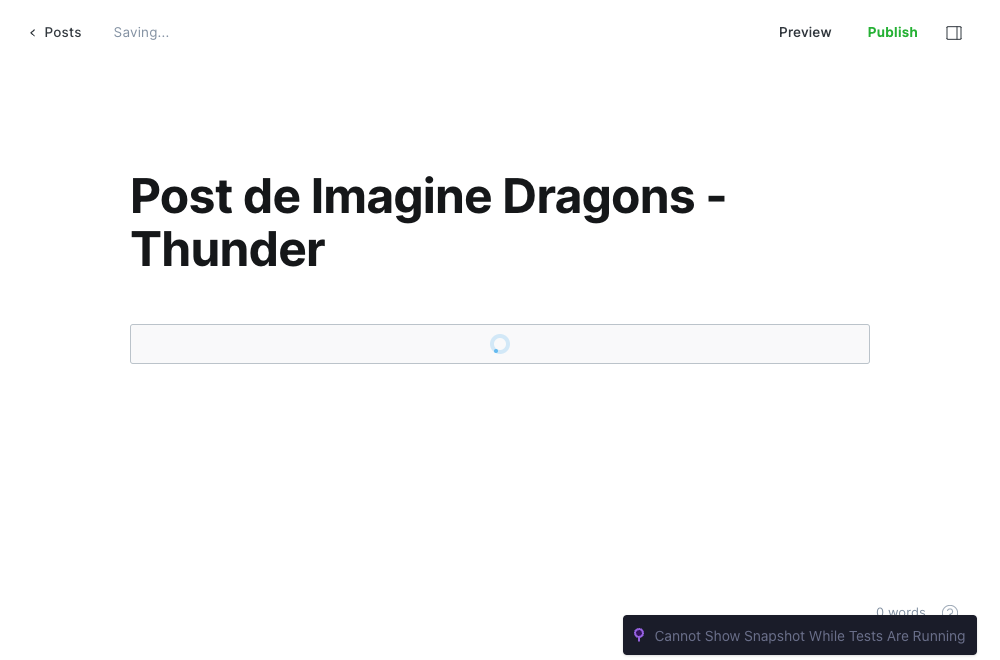 Posts
Saving...
Preview
Publish
Post de Imagine Dragons -
Thunder
0 words
?
Cannot Show Snapshot While Tests Are Running